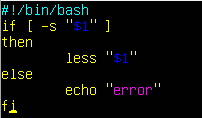 #!/bin/bash
if [ -s "$1" ]
then
        less "$1"
else
        echo "error"
fi